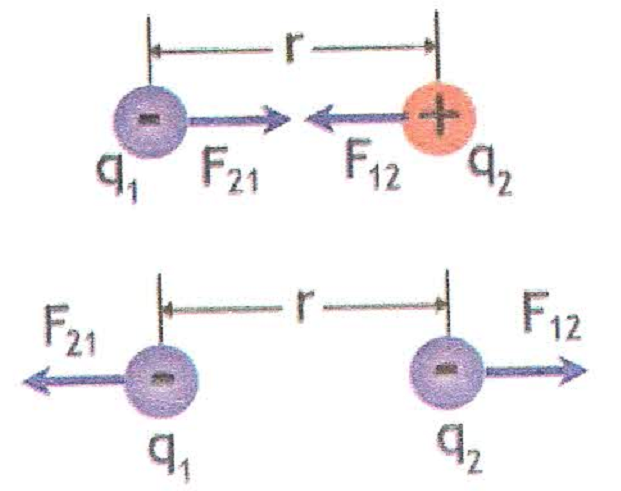 r
- +
q₁ F₂₁ F₁₂ q₂
r
F₂₁ F₁₂
- -
q₁ q₂